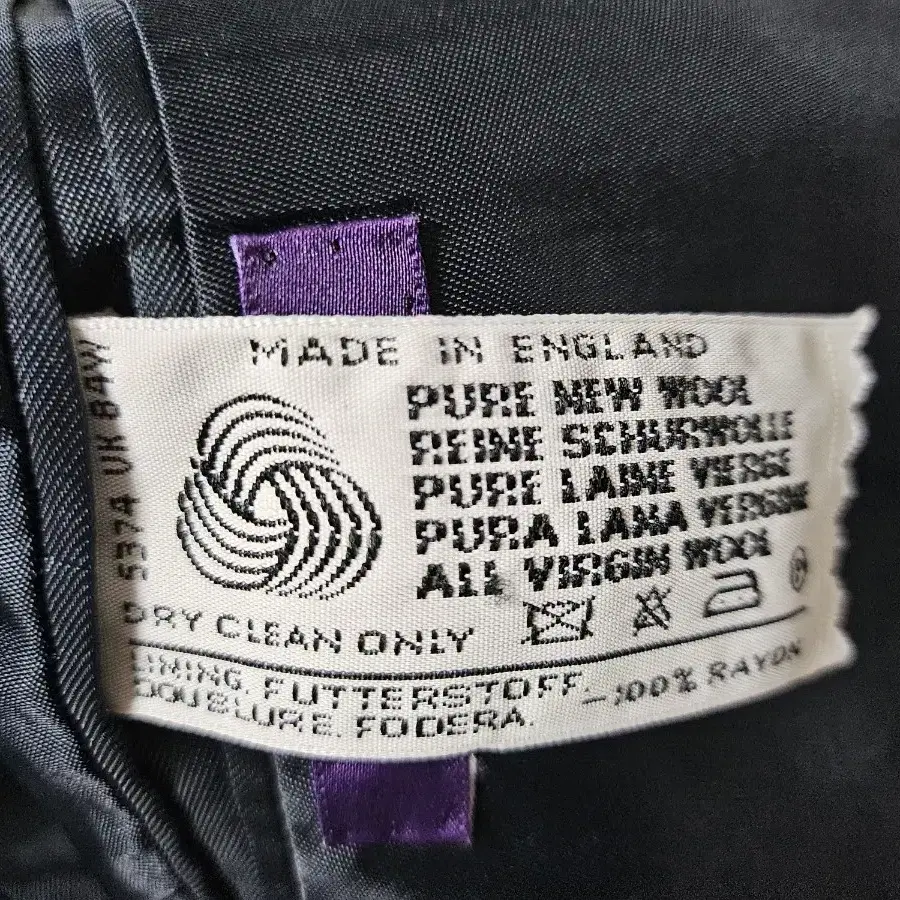 MADE IN ENGLAND
PURE NEW WOOL
REINE SCHURWOLLE
PURE LAINE VIERGE
PURA LANA VERGINE
ALL VIRGIN WOOL
P
DRY CLEAN ONLY
LINING. FUTTERSTOFF.
DOUBLURE. FODERA.
–100% RAYON
5374 UK 84W